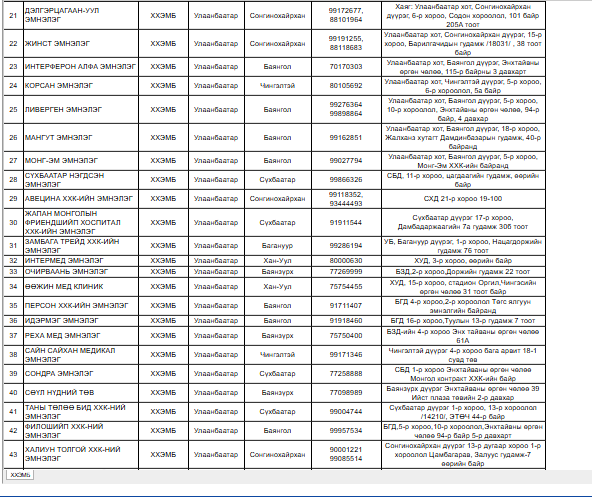 21 ДЭЛГЭРЦАГААН-УУЛ ЭМНЭЛЭГ ХХЭМБ Улаанбаатар Сонгинохайрхан 99172677, 88101964 Хаяг: Улаанбаатар хот, Сонгинохайрхан дүүрэг, 6-р хороо, Содон хороолол, 101 байр 205А тоот
22 ЖИНСТ ЭМНЭЛЭГ ХХЭМБ Улаанбаатар Сонгинохайрхан 99191255, 88118683 Улаанбаатар хот, Сонгинохайрхан дүүрэг, 15-р хороо, Барилгачидын гудамж /18031/ , 38 тоот байр
23 ИНТЕРФЕРОН АЛФА ЭМНЭЛЭГ ХХЭМБ Улаанбаатар Баянгол 70170303 Улаанбаатар хот, Баянгол дүүрэг, Энхтайвны өргөн чөлөө, 115-р байрны 3 давхарт
24 КОРСАН ЭМНЭЛЭГ ХХЭМБ Улаанбаатар Чингэлтэй 80105692 Улаанбаатар хот, Чингэлтэй дүүрэг, 5-р хороо, 6-р хороолол, 5а байр
25 ЛИВЕРГЕН ЭМНЭЛЭГ ХХЭМБ Улаанбаатар Баянгол 99276364 99898864 Улаанбаатар хот, Баянгол дүүрэг, 5-р хороо, 10-р хороолол, Энхтайвны өргөн чөлөө, 94-р байр, 4 давхар
26 МАНГУТ ЭМНЭЛЭГ ХХЭМБ Улаанбаатар Баянгол 99162851 Улаанбаатар хот, Баянгол дүүрэг, 18-р хороо, Жалханз хутагт Дамдинбазарын гудамж, 40-р байранд
27 МОНГ-ЭМ ЭМНЭЛЭГ ХХЭМБ Улаанбаатар Баянгол 99027794 Улаанбаатар хот, Баянгол дүүрэг, 5-р хороо, Монг-Эм ХХК-ийн байранд
28 СҮХБААТАР НЭГДСЭН ЭМНЭЛЭГ ХХЭМБ Улаанбаатар Сүхбаатар 99866326 СБД, 11-р хороо, цагдаагийн гудамж, өөрийн байр
29 АВЕЦИНА ХХК-ИЙН ЭМНЭЛЭГ ХХЭМБ Улаанбаатар Сонгинохайрхан 99118352, 93444493 СХД 21-р хороо 19-100
30 ЖАПАН МОНГОЛЫН ФРИЕНДШИЙП ХОСПИТАЛ ХХК-ИЙН ЭМНЭЛЭГ ХХЭМБ Улаанбаатар Сүхбаатар 91911544 Сүхбаатар дүүрэг 17-р хороо, Дамбадаржаагийн 7а гудамж 30б тоот
31 ЗАМБАГА ТРЕЙД ХХК-ИЙН ЭМНЭЛЭГ ХХЭМБ Улаанбаатар Багануур 99286194 УБ, Багануур дүүрэг, 1-р хороо, Нацагдоржийн гудамж 76 тоот
32 ИНТЕРМЕД ЭМНЭЛЭГ ХХЭМБ Улаанбаатар Хан-Уул 80000630 ХУД, 3-р хороо, өөрийн байр
33 ОЧИРВААНЬ ЭМНЭЛЭГ ХХЭМБ Улаанбаатар Баянзүрх 77269999 БЗД,2-р хороо,Доржийн гудамж 22 тоот
34 ӨӨЖИН МЕД КЛИНИК ХХЭМБ Улаанбаатар Хан-Уул 75754455 ХУД, 15-р хороо, стадион Оргил,Чингэсийн өргөн чөлөө 31 тоот байр
35 ПЕРСОН ХХК-ИЙН ЭМНЭЛЭГ ХХЭМБ Улаанбаатар Баянгол 91711407 БГД 4-р хороо,2-р хороолол Төгс ялгуун эмнэлгийн байранд
36 ИДЭРМЭГ ЭМНЭЛЭГ ХХЭМБ Улаанбаатар Баянгол 91918460 БГД 16-р хороо,Туулын 13-р гудамж 7 тоот
37 РЕХА МЕД ЭМНЭЛЭГ ХХЭМБ Улаанбаатар Баянзүрх 75750400 БЗД-ийн 4-р хороо Энх тайваны өргөн чөлөө 61А
38 САЙН САЙХАН МЕДИКАЛ ЭМНЭЛЭГ ХХЭМБ Улаанбаатар Чингэлтэй 99171346 Чингэлтэй дүүрэг 4-р хороо бага арвит 18-1 сувд төв
39 СОНДРА ЭМНЭЛЭГ ХХЭМБ Улаанбаатар Сүхбаатар 77258888 СБД 1-р хороо Энхтайваны өргөн чөлөө Монгол контракт ХХК-ийн байр
40 СӨҮЛ НҮДНИЙ ТӨВ ХХЭМБ Улаанбаатар Баянзүрх 77098989 Баянзүрх дүүрэг Энхтайваны өргөн чөлөө 39 Ийст плаза төвийн 2-р давхар
41 ТАНЫ ТӨЛӨӨ БИД ХХК-НИЙ ЭМНЭЛЭГ ХХЭМБ Улаанбаатар Сүхбаатар 99004744 Сүхбаатар дүүрэг 1-р хороо, 13-р хороолол /14210/, ЭТӨЧ 44-р байр
42 ФИЛОШИЙП ХХК-НИЙ ЭМНЭЛЭГ ХХЭМБ Улаанбаатар Баянгол 99957534 БГД,5-р хороо,10-р хороолол,Энхтайвны өргөн чөлөө 94-р байр 5-р давхарт
43 ХАЛИУН ТОЛГОЙ ХХК-НИЙ ЭМНЭЛЭГ ХХЭМБ Улаанбаатар Сонгинохайрхан 90001221 99085514 Сонгинохайрхан дүүрэг 13-р дугаар хороо 1-р хороолол Цамбагарав, Залуус гудамж-7 өөрийн байр
ХХЭМБ